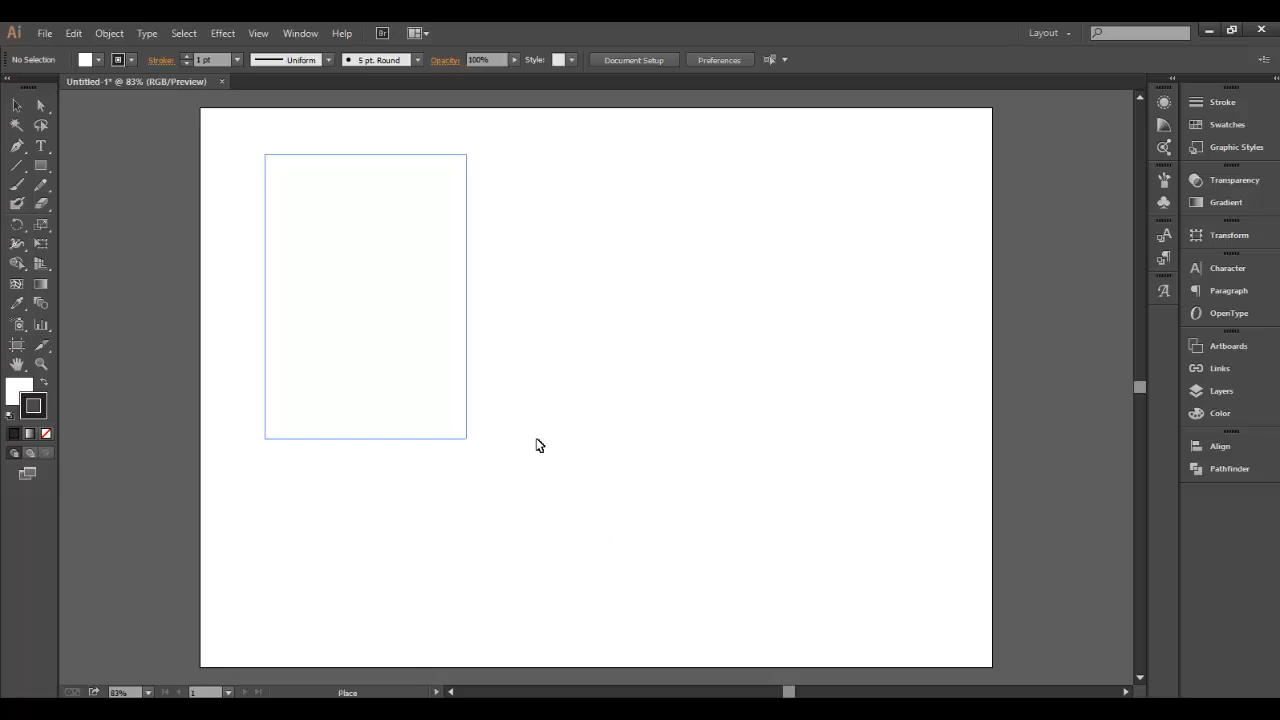 Ai File Edit Object Type Select Effect View Window Help Br Layout
No Selection Stroke: 1 pt Uniform 5 pt. Round Opacity: 100% Style: Document Setup Preferences
Untitled-1* @ 83% (RGB/Preview) ×
Stroke
Swatches
Graphic Styles
Transparency
Gradient
Transform
Character
Paragraph
OpenType
Artboards
Links
Layers
Color
Align
Pathfinder
83% 1 Place